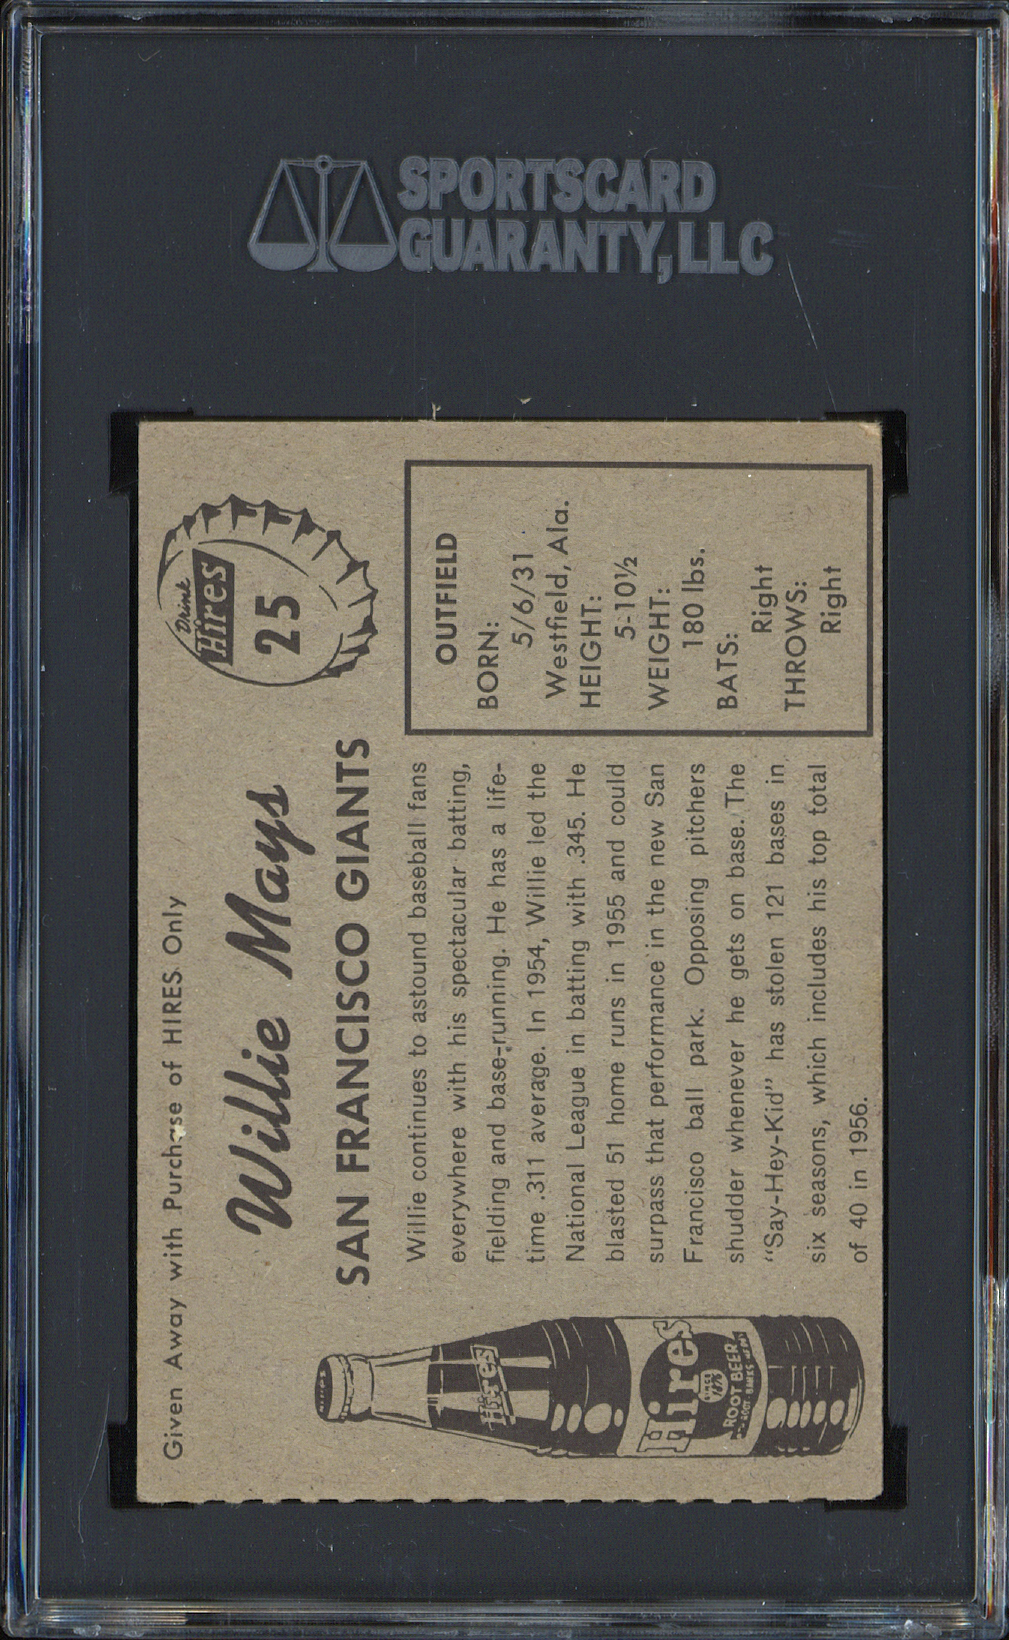 SPORTSCARD
GUARANTY, LLC
Given Away with Purchase of HIRES Only
Willie Mays
SAN FRANCISCO GIANTS
Drink
Hires
25
Willie continues to astound baseball fans
everywhere with his spectacular batting,
fielding and base-running. He has a life-
time .311 average. In 1954, Willie led the
National League in batting with .345. He
blasted 51 home runs in 1955 and could
surpass that performance in the new San
Francisco ball park. Opposing pitchers
shudder whenever he gets on base. The
“Say-Hey-Kid” has stolen 121 bases in
six seasons, which includes his top total
of 40 in 1956.
OUTFIELD
BORN:
5/6/31
Westfield, Ala.
HEIGHT:
5-10½
WEIGHT:
180 lbs.
BATS:
Right
THROWS:
Right
Hires
Hires
SINCE
1876
ROOT BEER